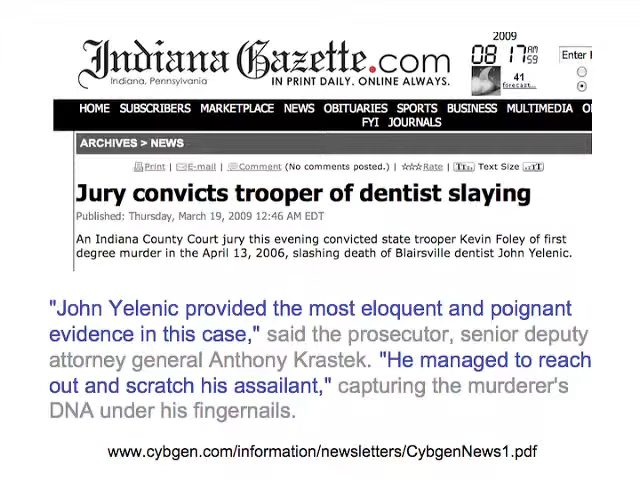 2009
Indiana Gazette.com
08 17 AM 59
Enter
Indiana, Pennsylvania
IN PRINT DAILY. ONLINE ALWAYS.
41
forecast..
HOME SUBSCRIBERS MARKETPLACE NEWS OBITUARIES SPORTS BUSINESS MULTIMEDIA
FYI JOURNALS
ARCHIVES > NEWS
Print | E-mail | Comment (No comments posted.) | Rate | Text Size
Jury convicts trooper of dentist slaying
Published: Thursday, March 19, 2009 12:46 AM EDT
An Indiana County Court jury this evening convicted state trooper Kevin Foley of first
degree murder in the April 13, 2006, slashing death of Blairsville dentist John Yelenic.
"John Yelenic provided the most eloquent and poignant
evidence in this case," said the prosecutor, senior deputy
attorney general Anthony Krastek. "He managed to reach
out and scratch his assailant," capturing the murderer's
DNA under his fingernails.
www.cybgen.com/information/newsletters/CybgenNews1.pdf